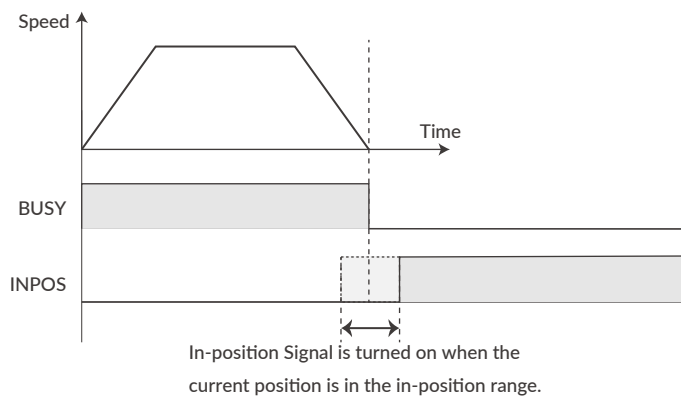 Speed
Time
BUSY
INPOS
In-position Signal is turned on when the
current position is in the in-position range.